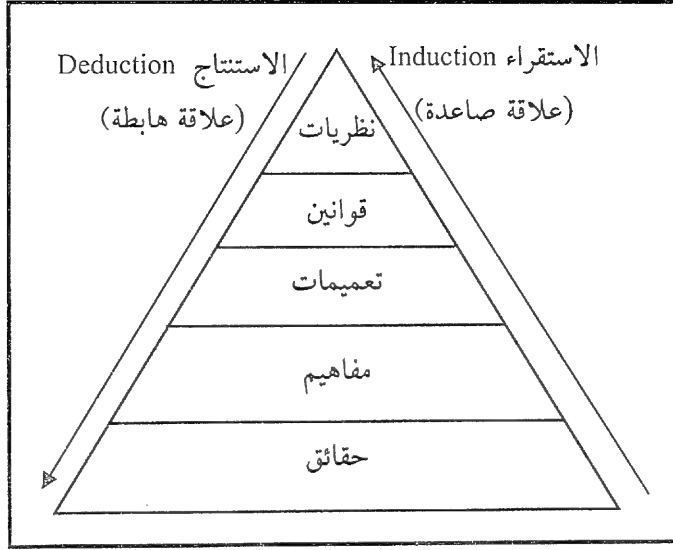 الاستقراء Induction
(علاقة صاعدة)
الاستنتاج Deduction
(علاقة هابطة)
نظريات
قوانين
تعميمات
مفاهيم
حقائق